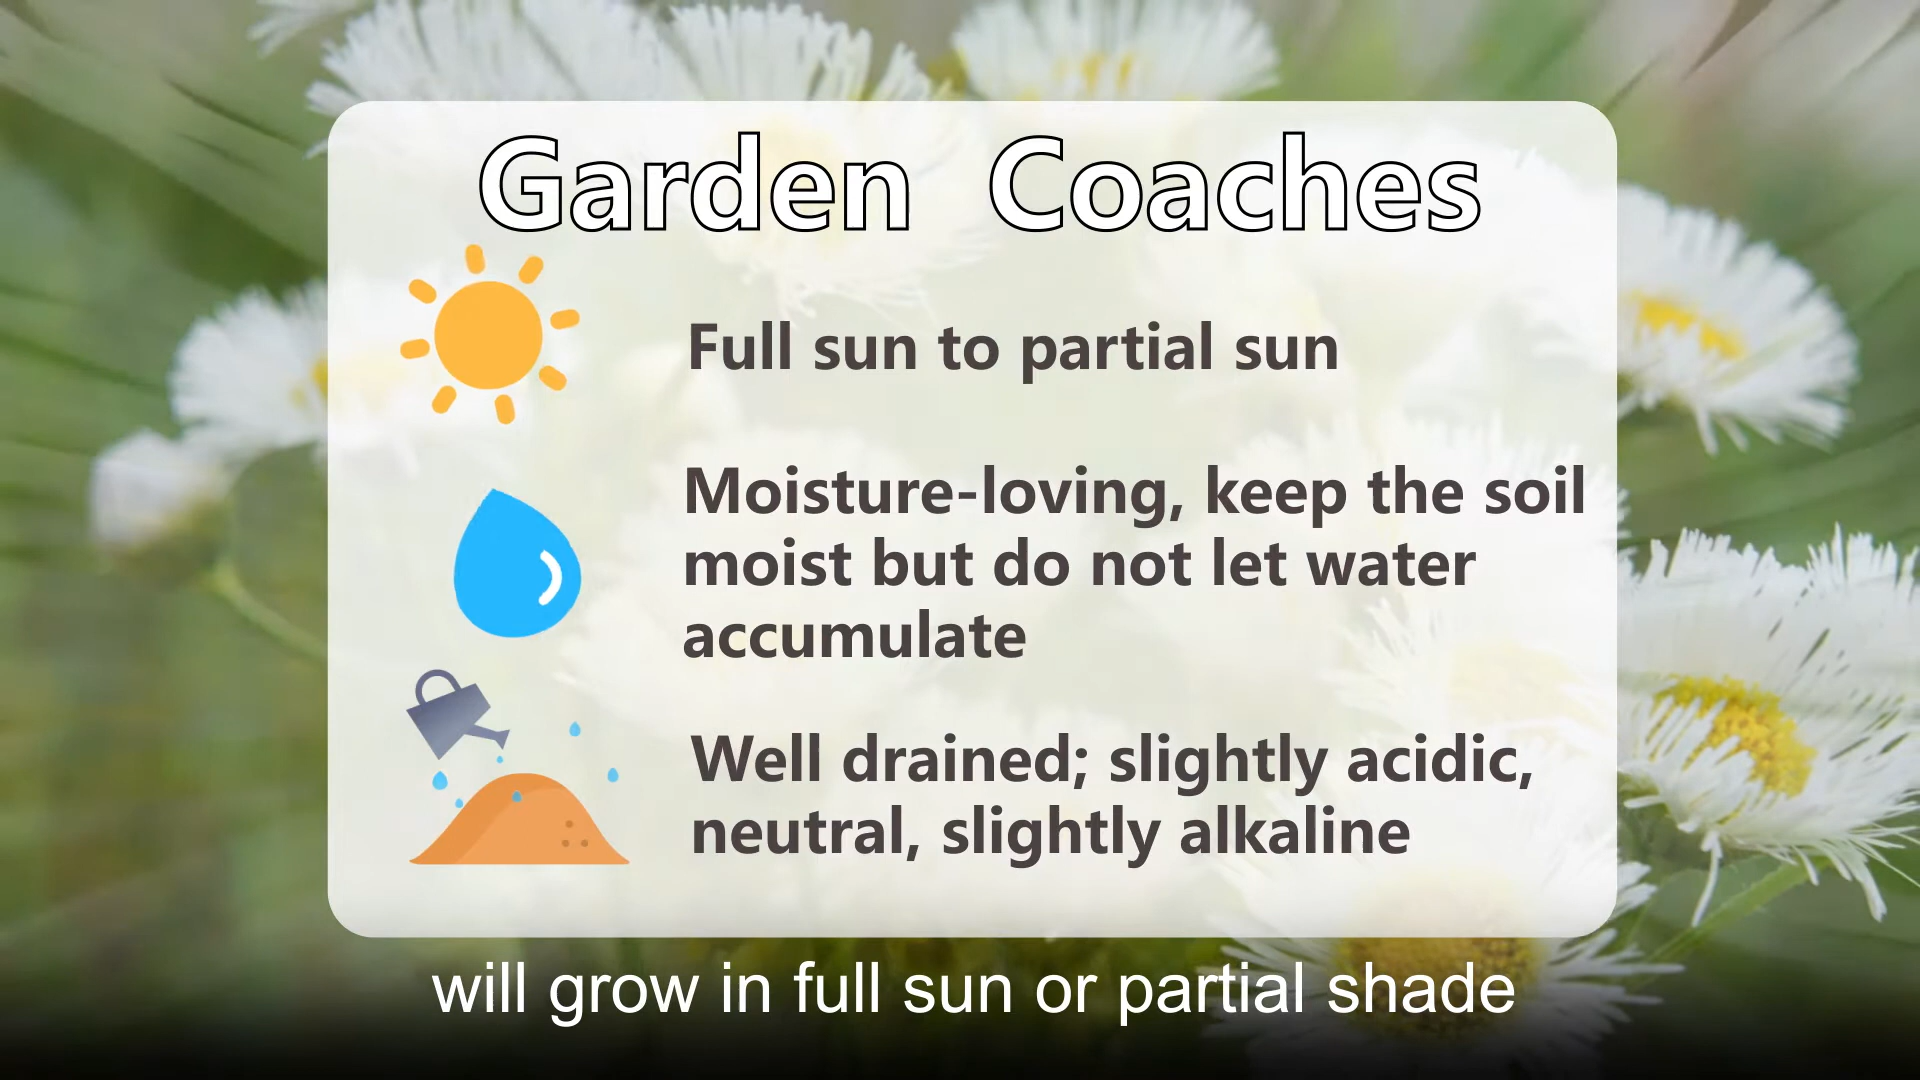 Garden Coaches
Full sun to partial sun
Moisture-loving, keep the soil
moist but do not let water
accumulate
Well drained; slightly acidic,
neutral, slightly alkaline
will grow in full sun or partial shade